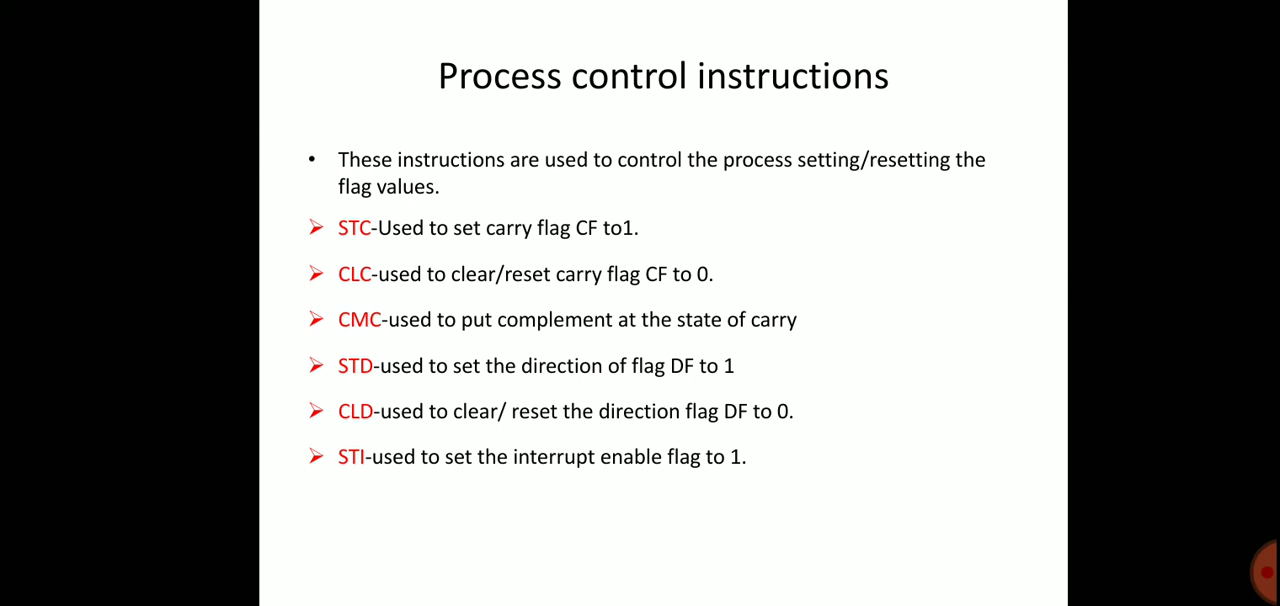 Process control instructions
• These instructions are used to control the process setting/resetting the
flag values.
➢ STC-Used to set carry flag CF to1.
➢ CLC-used to clear/reset carry flag CF to 0.
➢ CMC-used to put complement at the state of carry
➢ STD-used to set the direction of flag DF to 1
➢ CLD-used to clear/ reset the direction flag DF to 0.
➢ STI-used to set the interrupt enable flag to 1.